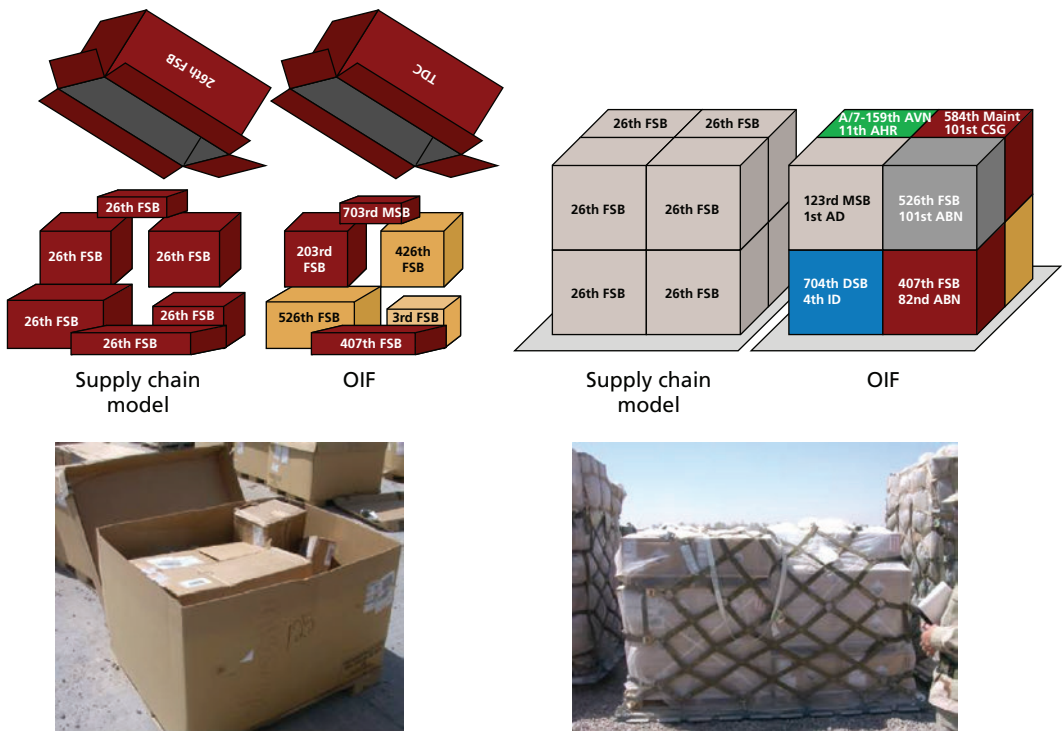 26th FSB
TDC
26th FSB
26th FSB
26th FSB
26th FSB
26th FSB
26th FSB
703rd MSB
203rd
FSB
426th
FSB
526th FSB
3rd FSB
407th FSB
Supply chain
model
OIF
26th FSB
26th FSB
26th FSB
26th FSB
26th FSB
26th FSB
A/7-159th AVN
11th AHR
584th Maint
101st CSG
123rd MSB
1st AD
526th FSB
101st ABN
704th DSB
4th ID
407th FSB
82nd ABN
Supply chain
model
OIF
125